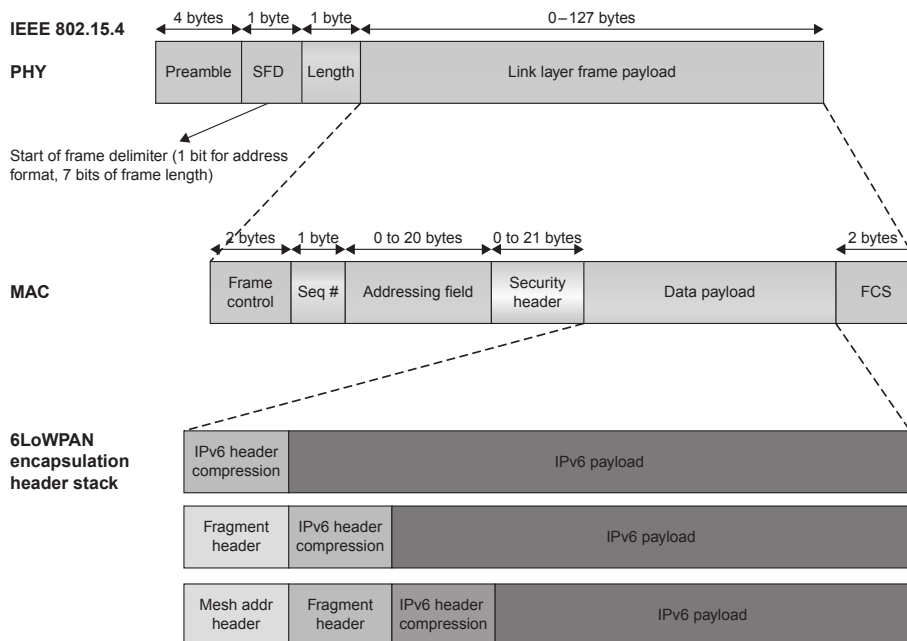 IEEE 802.15.4
PHY
4 bytes
1 byte
1 byte
0–127 bytes
Preamble
SFD
Length
Link layer frame payload
Start of frame delimiter (1 bit for address
format, 7 bits of frame length)
MAC
2 bytes
1 byte
0 to 20 bytes
0 to 21 bytes
2 bytes
Frame
control
Seq #
Addressing field
Security
header
Data payload
FCS
6LoWPAN
encapsulation
header stack
IPv6 header
compression
IPv6 payload
Fragment
header
IPv6 header
compression
IPv6 payload
Mesh addr
header
Fragment
header
IPv6 header
compression
IPv6 payload